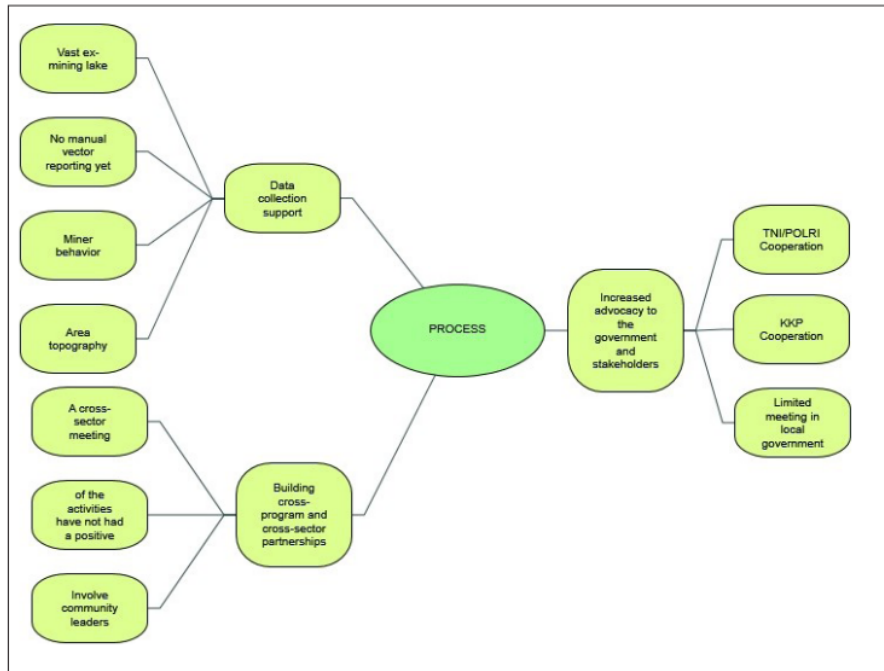 Vast ex-
mining lake
No manual
vector
reporting yet
Miner
behavior
Area
topography
Data
collection
support
A cross-
sector
meeting
of the
activities
have not had
a positive
Involve
community
leaders
Building
cross-
program and
cross-sector
partnerships
PROCESS
Increased
advocacy to
the
government
and
stakeholders
TNI/POLRI
Cooperation
KKP
Cooperation
Limited
meeting in
local
government